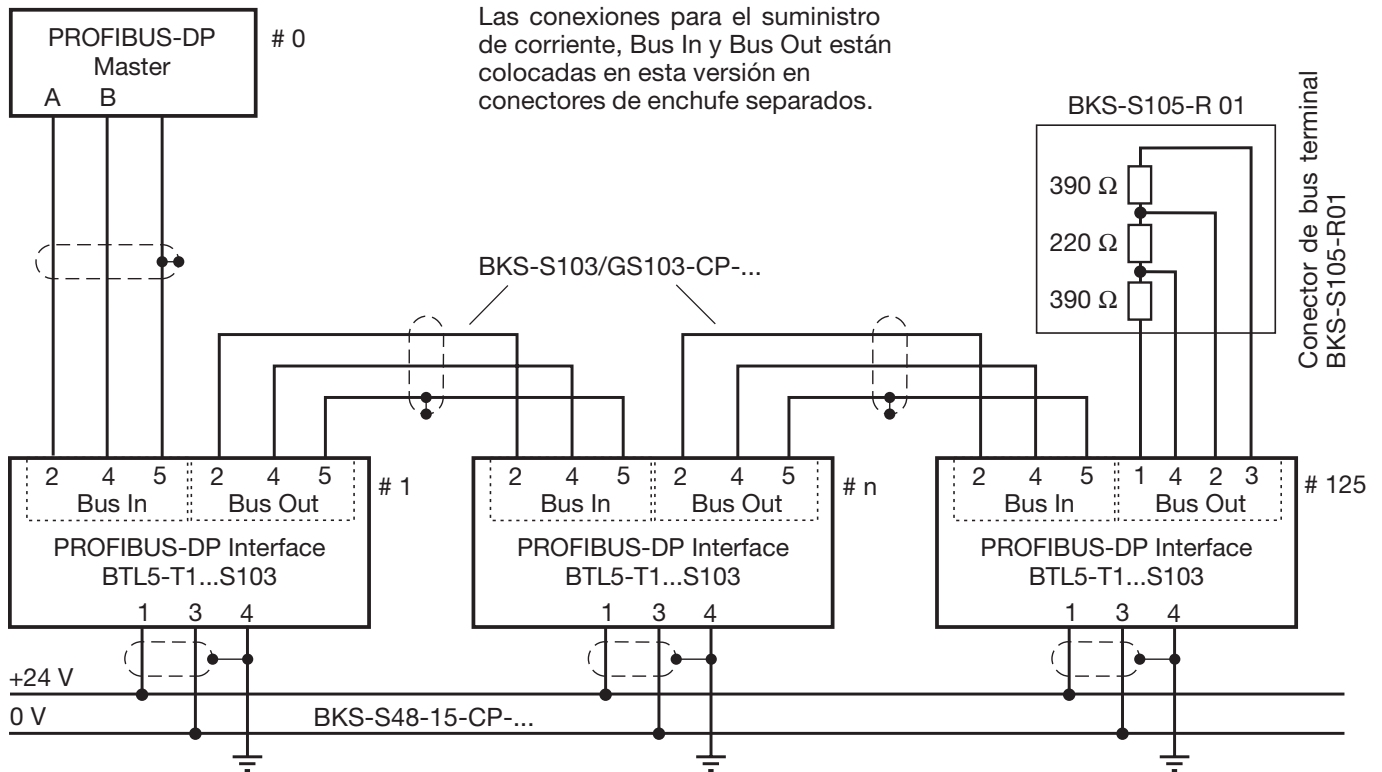 PROFIBUS-DP
Master
A B
# 0
Las conexiones para el suministro
de corriente, Bus In y Bus Out están
colocadas en esta versión en
conectores de enchufe separados.
BKS-S105-R 01
390 Ω
220 Ω
390 Ω
Conector de bus terminal
BKS-S105-R01
BKS-S103/GS103-CP-...
2 4 5 2 4 5
Bus In Bus Out
PROFIBUS-DP Interface
BTL5-T1...S103
1 3 4
# 1
2 4 5 2 4 5
Bus In Bus Out
PROFIBUS-DP Interface
BTL5-T1...S103
1 3 4
# n
2 4 5 1 4 2 3
Bus In Bus Out
PROFIBUS-DP Interface
BTL5-T1...S103
1 3 4
# 125
+24 V
0 V
BKS-S48-15-CP-...